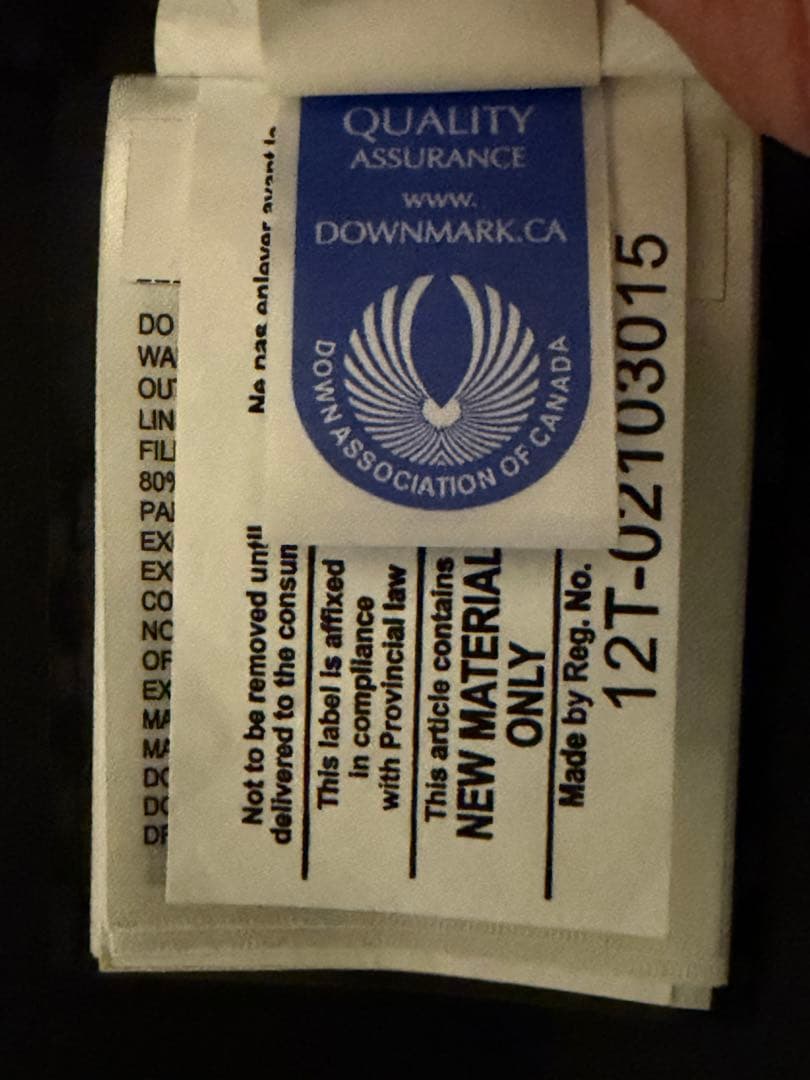 QUALITY
ASSURANCE
www.
DOWNMARK.CA
DOWN ASSOCIATION OF CANADA
Ne pas enlever avant la
Not to be removed until
delivered to the consum
This label is affixed
in compliance
with Provincial law
This article contains
NEW MATERIAL
ONLY
Made by Reg. No.
12T-02103015
DO
WA
OUT
LIN
FILL
80%
PA
EX
EX
CO
NO
OF
EX
MA
MA
DO
DO
DR